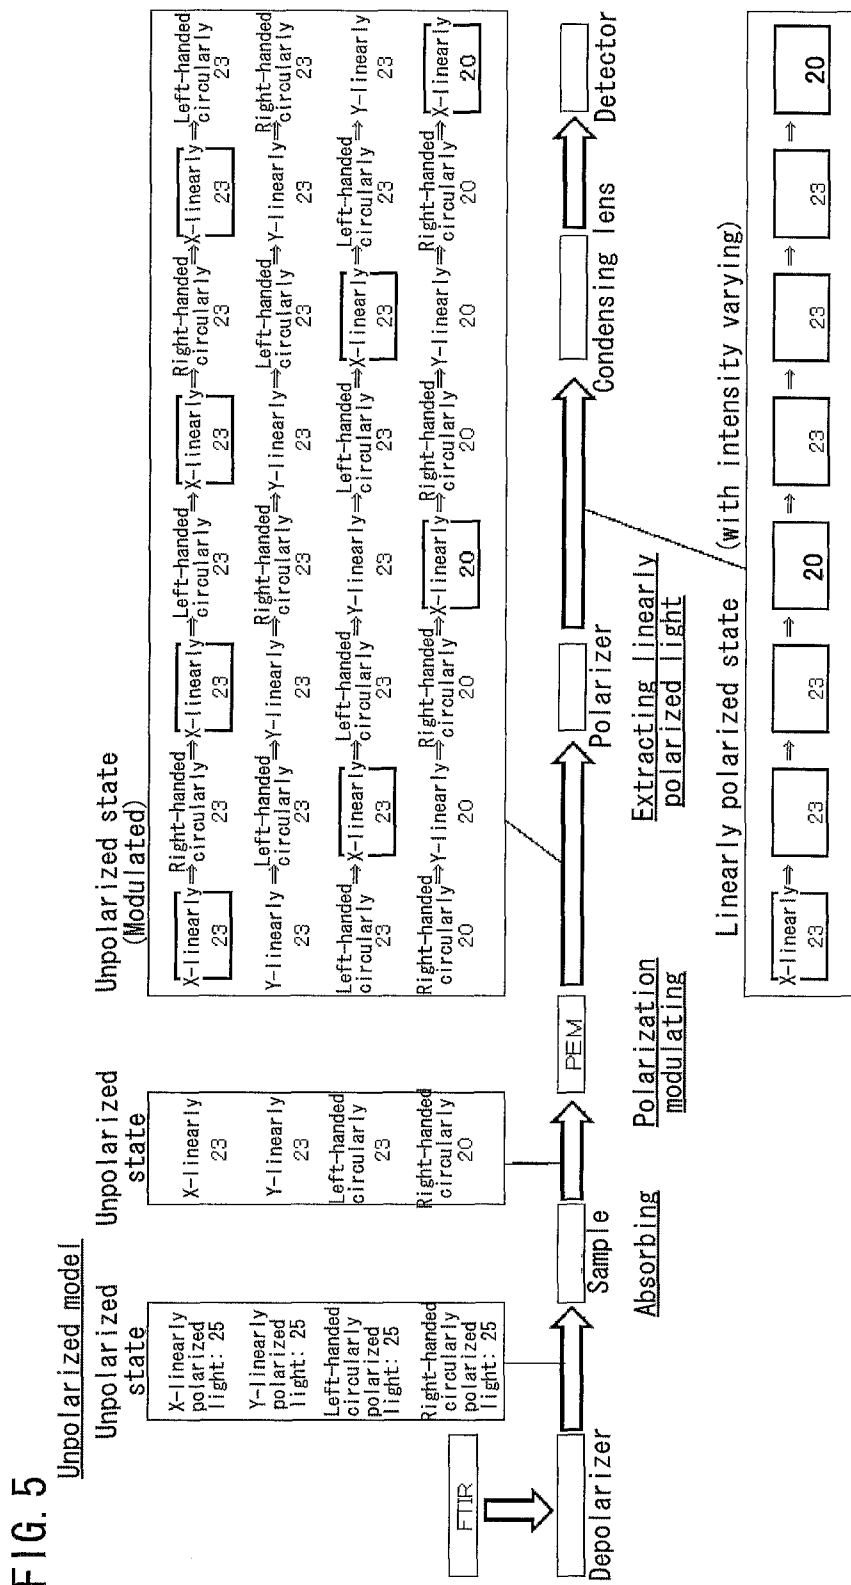 FIG. 5
Unpolarized model
Unpolarized
state
X-linearly
polarized
light: 25
Y-linearly
polarized
light: 25
Left-handed
circularly
polarized
light: 25
Right-handed
circularly
polarized
light: 25
Unpolarized
state
X-linearly
23
Y-linearly
23
Left-handed
circularly
23
Right-handed
circularly
20
Unpolarized state
(Modulated)
X-linearly⇒Right-handed circularly⇒X-linearly⇒Left-handed circularly⇒X-linearly⇒Right-handed circularly⇒X-linearly⇒Left-handed circularly
23 23 23 23 23 23 23 23
Y-linearly⇒Left-handed circularly⇒Y-linearly⇒Right-handed circularly⇒Y-linearly⇒Left-handed circularly⇒Y-linearly⇒Right-handed circularly
23 23 23 23 23 23 23 23
Left-handed circularly⇒X-linearly⇒Left-handed circularly⇒Y-linearly⇒Left-handed circularly⇒X-linearly⇒Left-handed circularly⇒Y-linearly
23 23 23 23 23 23 23 23
Right-handed circularly⇒Y-linearly⇒Right-handed circularly⇒X-linearly⇒Right-handed circularly⇒Y-linearly⇒Right-handed circularly⇒X-linearly
20 20 20 20 20 20 20 20
FTIR
Depolarizer
Sample
Absorbing
PEM
Polarization
modulating
Polarizer
Extracting linearly
polarized light
Condensing lens
Detector
Linearly polarized state (with intensity varying)
X-linearly⇒ ⇒ ⇒ ⇒ ⇒ ⇒ ⇒
23 23 23 20 23 23 23 20